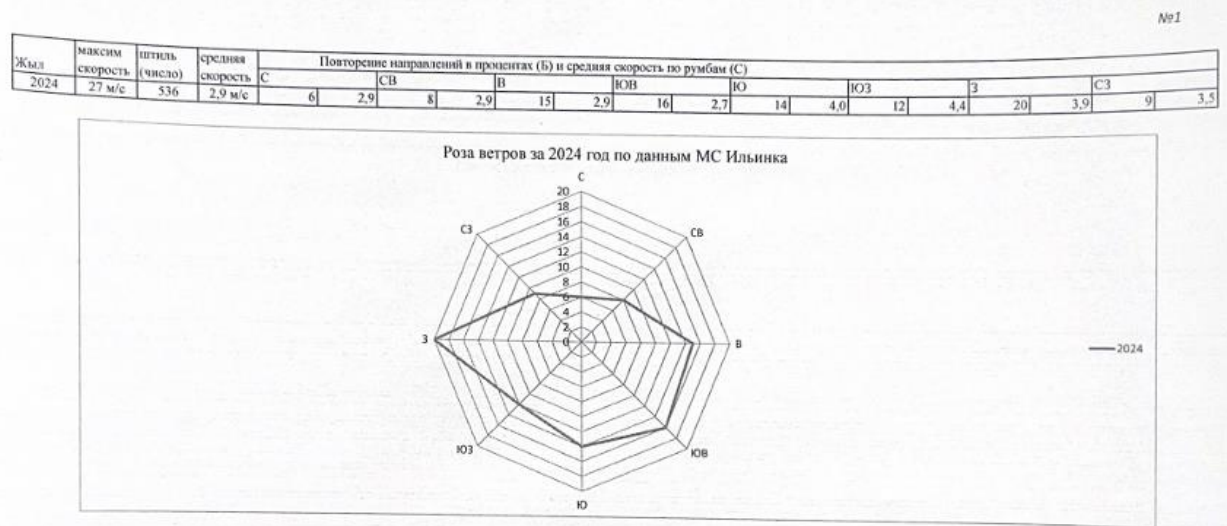 №1
Жыл максим скорость штиль (число) средняя скорость Повторение направлений в процентах (Б) и средняя скорость по румбам (С)
С СВ В ЮВ Ю ЮЗ З СЗ
2024 27 м/с 536 2,9 м/с 6 2,9 8 2,9 15 2,9 16 2,7 14 4,0 12 4,4 20 3,9 9 3,5
Роза ветров за 2024 год по данным МС Ильинка
С
20
18
СЗ СВ
16
14
12
10
8
6
4
2
З 0 В
2024
ЮЗ ЮВ
Ю